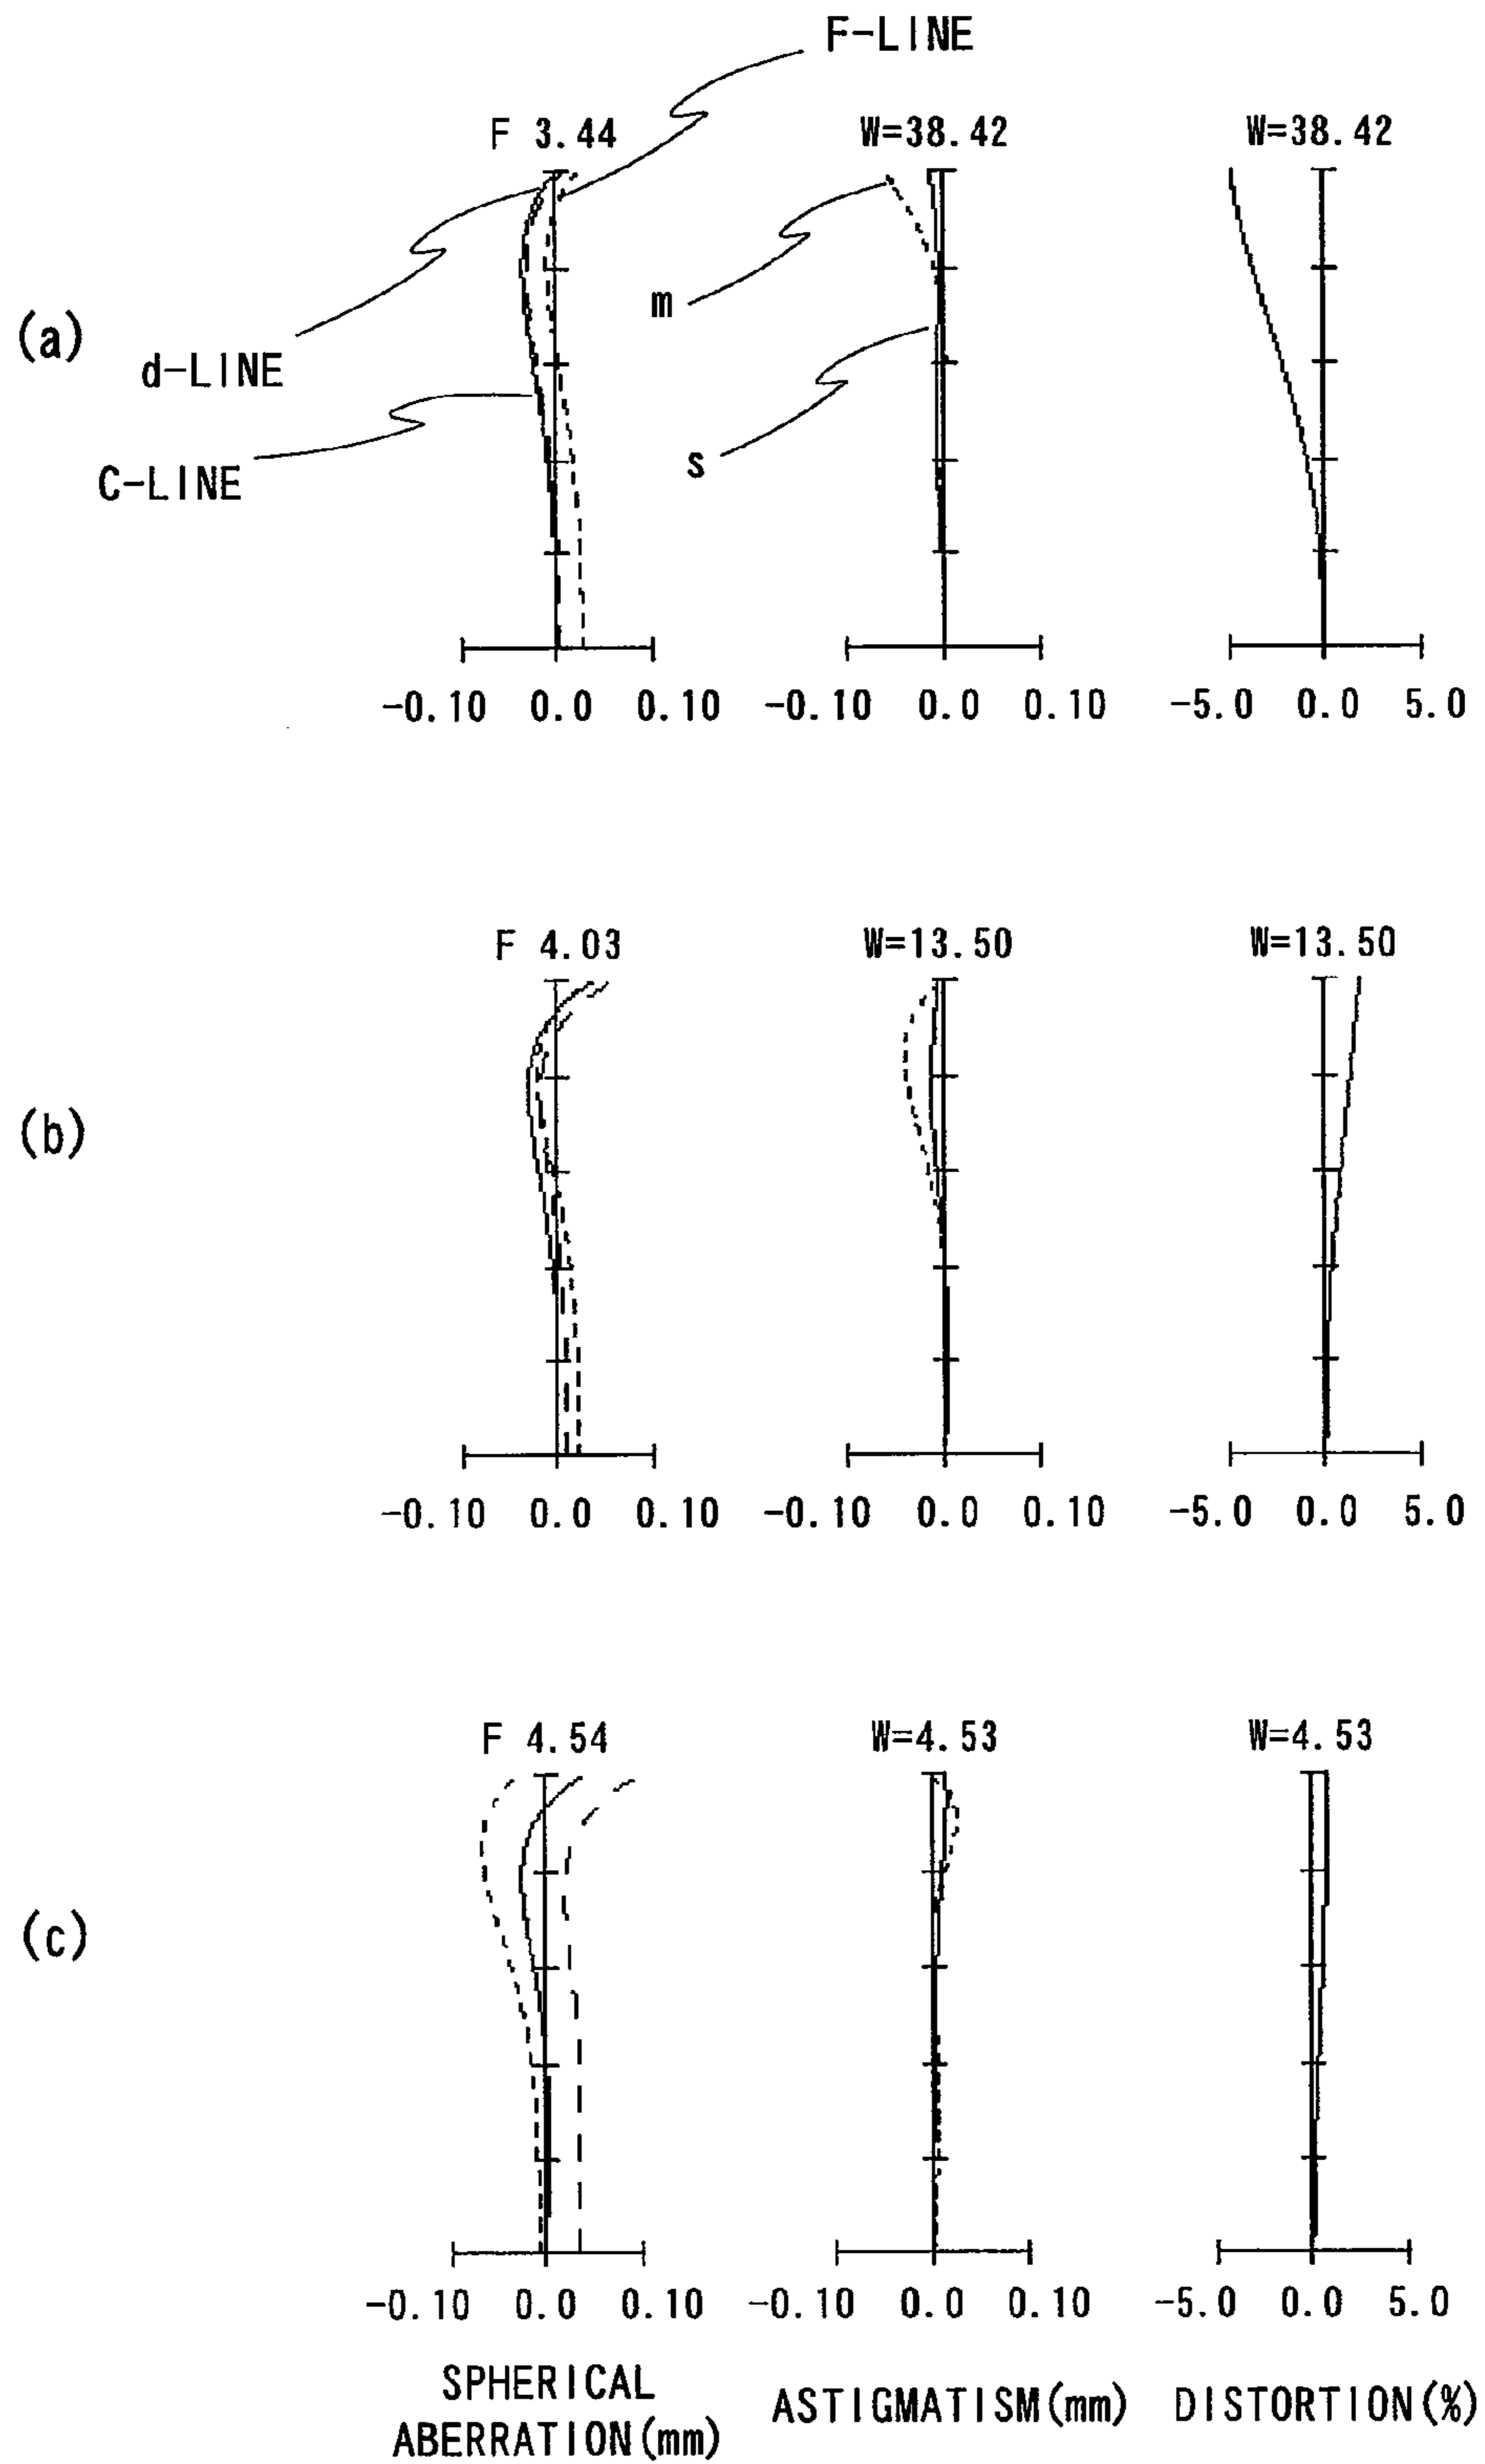 F-LINE
F 3.44
W=38.42
W=38.42
(a)
m
d-LINE
s
C-LINE
-0.10 0.0 0.10
-0.10 0.0 0.10
-5.0 0.0 5.0
F 4.03
W=13.50
W=13.50
(b)
-0.10 0.0 0.10
-0.10 0.0 0.10
-5.0 0.0 5.0
F 4.54
W=4.53
W=4.53
(c)
-0.10 0.0 0.10
-0.10 0.0 0.10
-5.0 0.0 5.0
SPHERICAL
ABERRATION(mm)
ASTIGMATISM(mm)
DISTORTION(%)